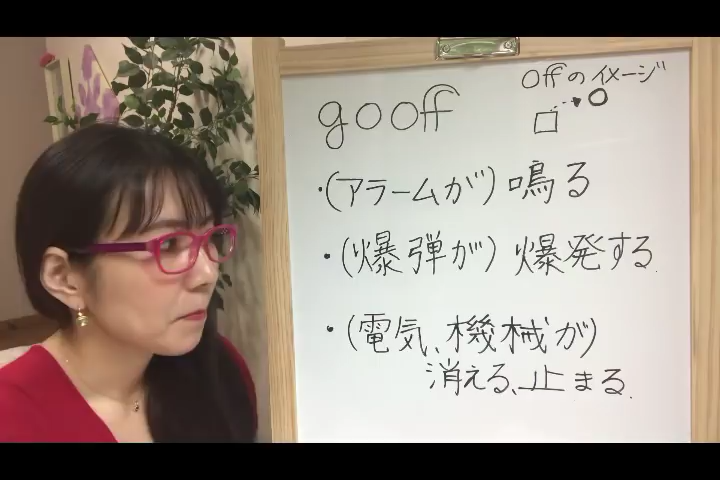 go off
offのイメージ
・(アラームが)鳴る
・(爆弾が)爆発する.
・(電気、機械が)
消える、止まる.